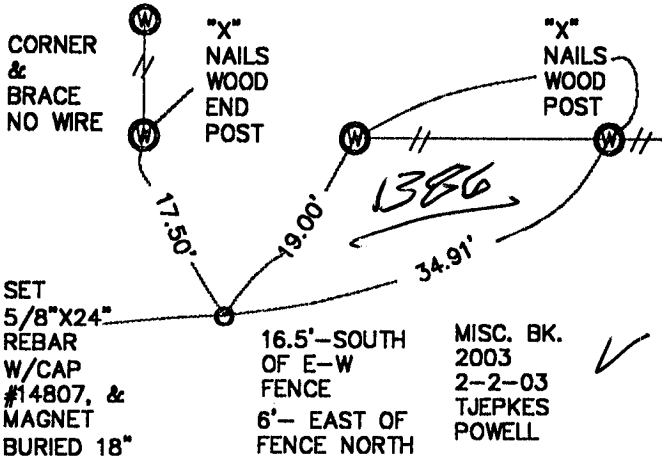 CORNER
&
BRACE
NO WIRE
"X"
NAILS
WOOD
END
POST
"X"
NAILS
WOOD
POST
W
W
W
W
17.50'
19.00'
1386
34.91'
SET
5/8"X24"
REBAR
W/CAP
#14807, &
MAGNET
BURIED 18"
16.5'-SOUTH
OF E-W
FENCE
6'- EAST OF
FENCE NORTH
MISC. BK.
2003
2-2-03
TJEPKES
POWELL